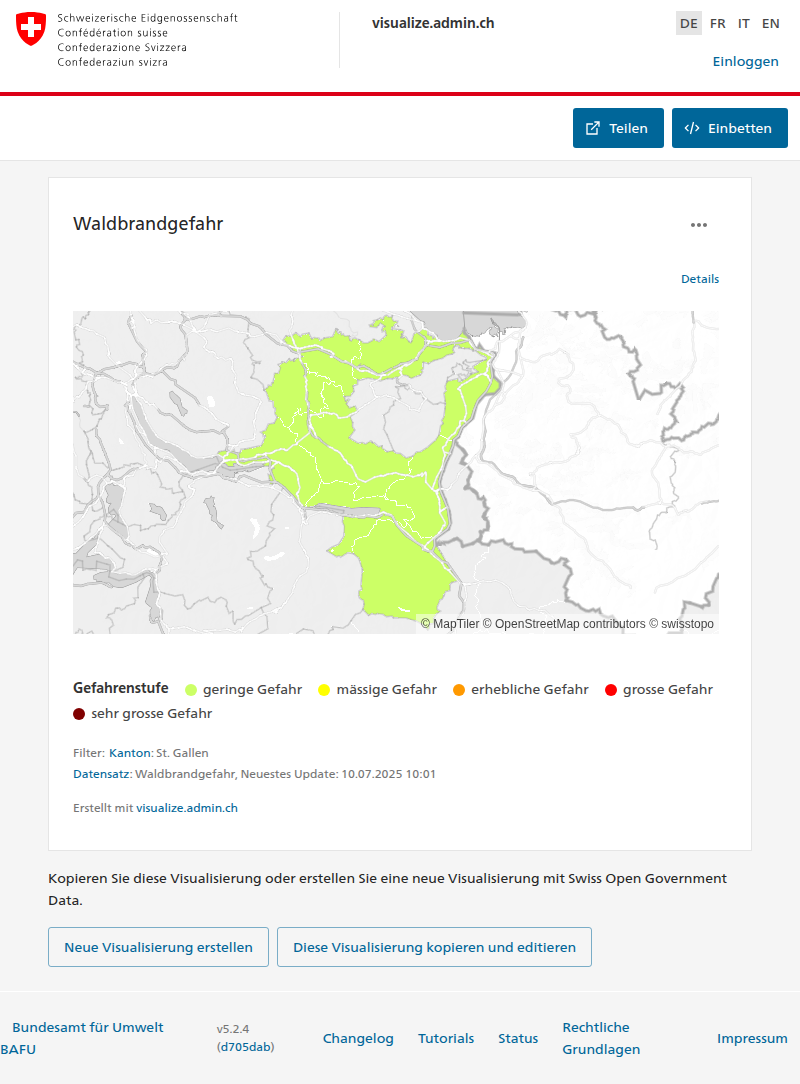 Schweizerische Eidgenossenschaft
Confédération suisse
Confederazione Svizzera
Confederaziun svizra
visualize.admin.ch
DE FR IT EN
Einloggen
Teilen
Einbetten
Waldbrandgefahr
Details
© MapTiler © OpenStreetMap contributors © swisstopo
Gefahrenstufe geringe Gefahr mässige Gefahr erhebliche Gefahr grosse Gefahr
sehr grosse Gefahr
Filter: Kanton: St. Gallen
Datensatz: Waldbrandgefahr, Neuestes Update: 10.07.2025 10:01
Erstellt mit visualize.admin.ch
Kopieren Sie diese Visualisierung oder erstellen Sie eine neue Visualisierung mit Swiss Open Government
Data.
Neue Visualisierung erstellen
Diese Visualisierung kopieren und editieren
Bundesamt für Umwelt
BAFU
v5.2.4
(d705dab)
Changelog
Tutorials
Status
Rechtliche
Grundlagen
Impressum